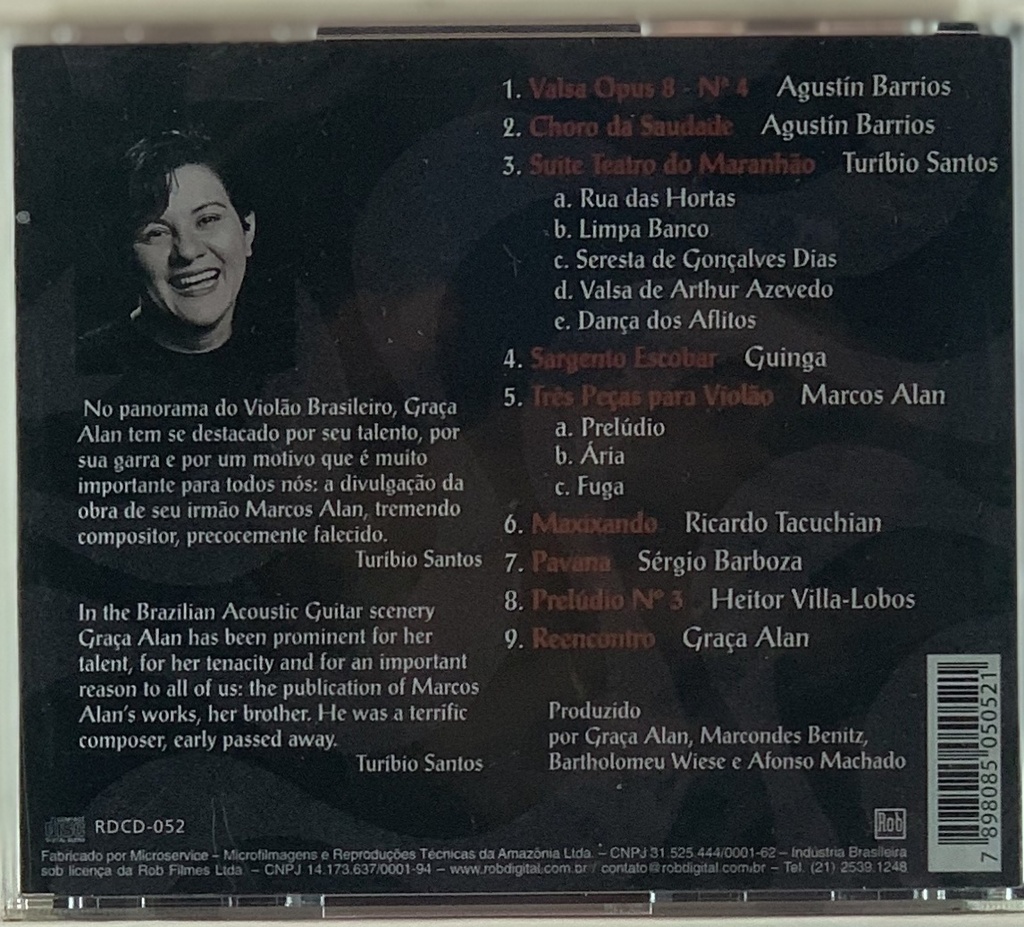 1. Valsa Opus 8 - Nº 4 Agustín Barrios
2. Choro da Saudade Agustín Barrios
3. Suite Teatro do Maranhão Turíbio Santos
a. Rua das Hortas
b. Limpa Banco
c. Seresta de Gonçalves Dias
d. Valsa de Arthur Azevedo
e. Dança dos Aflitos
4. Sargento Escobar Guinga
5. Três Peças para Violão Marcos Alan
a. Prelúdio
b. Ária
c. Fuga
6. Maxixando Ricardo Tacuchian
7. Pavana Sérgio Barboza
8. Prelúdio Nº 3 Heitor Villa-Lobos
9. Reencontro Graça Alan
No panorama do Violão Brasileiro, Graça
Alan tem se destacado por seu talento, por
sua garra e por um motivo que é muito
importante para todos nós: a divulgação da
obra de seu irmão Marcos Alan, tremendo
compositor, precocemente falecido.
Turíbio Santos
In the Brazilian Acoustic Guitar scenery
Graça Alan has been prominent for her
talent, for her tenacity and for an important
reason to all of us: the publication of Marcos
Alan's works, her brother. He was a terrific
composer, early passed away.
Turíbio Santos
Produzido
por Graça Alan, Marcondes Benitz,
Bartholomeu Wiese e Afonso Machado
7 898085 050521
disc
DIGITAL AUDIO
RDCD-052
Rob
Fabricado por Microservice – Microfilmagens e Reproduções Técnicas da Amazônia Ltda. – CNPJ 31.525.444/0001-62 – Indústria Brasileira
sob licença da Rob Filmes Ltda – CNPJ 14.173.637/0001-94 – www.robdigital.com.br / contato@robdigital.com.br – Tel. (21) 2539.1248